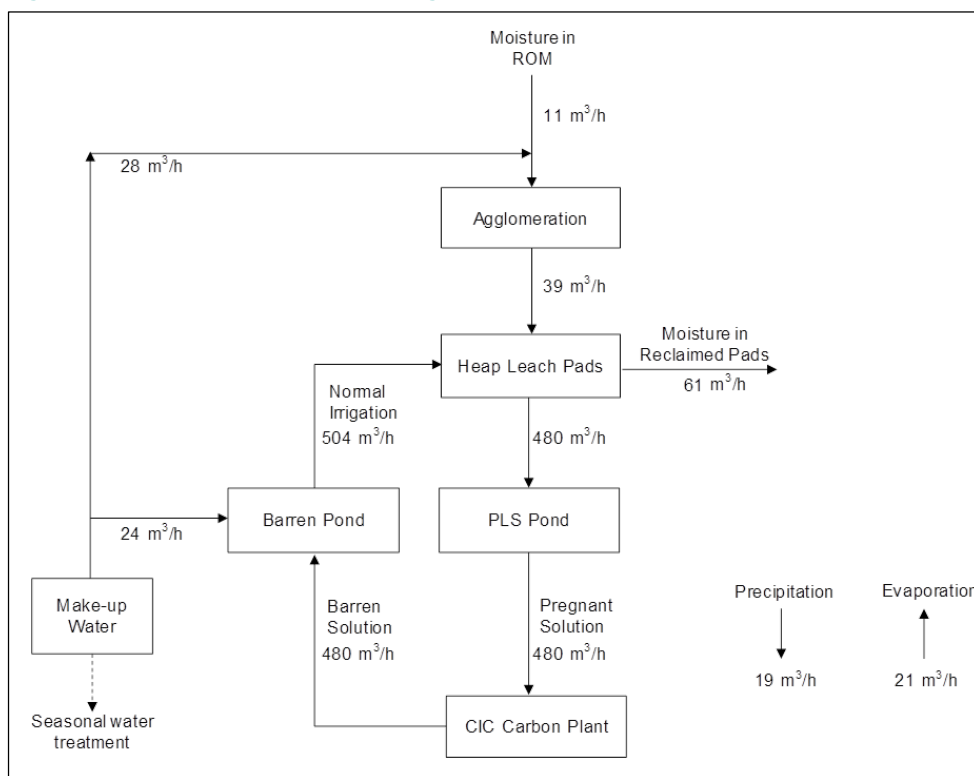 Moisture in
ROM
11 m³/h
28 m³/h
Agglomeration
39 m³/h
Moisture in
Reclaimed Pads
Heap Leach Pads
61 m³/h
Normal
Irrigation
504 m³/h
480 m³/h
Barren Pond
PLS Pond
24 m³/h
Make-up
Water
Barren
Solution
480 m³/h
Pregnant
Solution
480 m³/h
Precipitation
19 m³/h
Evaporation
21 m³/h
Seasonal water
treatment
CIC Carbon Plant